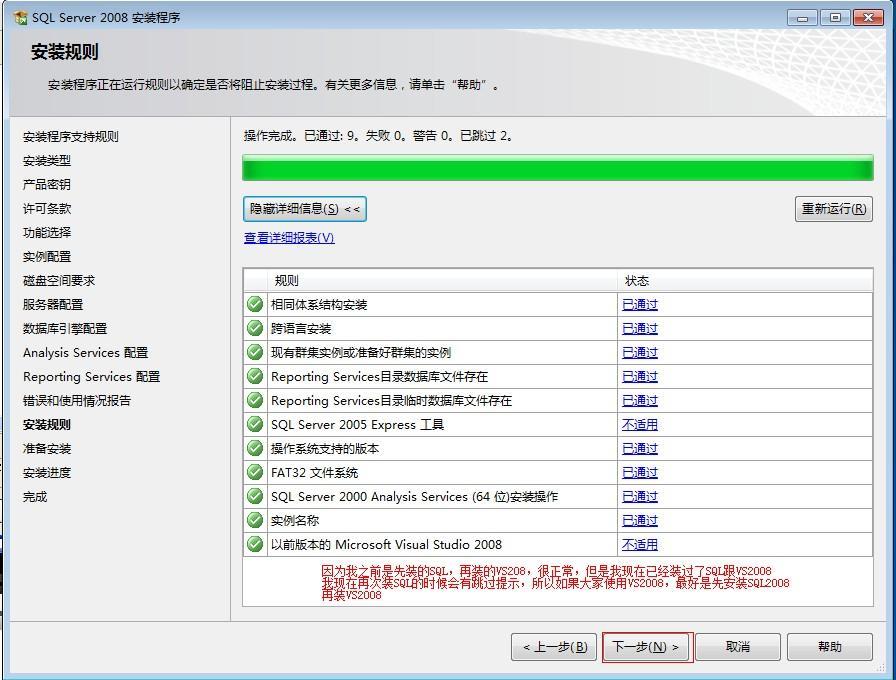 SQL Server 2008 安装程序
安装规则
安装程序正在运行规则以确定是否将阻止安装过程。有关更多信息，请单击“帮助”。
安装程序支持规则
安装类型
产品密钥
许可条款
功能选择
实例配置
磁盘空间要求
服务器配置
数据库引擎配置
Analysis Services 配置
Reporting Services 配置
错误和使用情况报告
安装规则
准备安装
安装进度
完成
操作完成。已通过: 9。失败 0。警告 0。已跳过 2。
隐藏详细信息(S) <<
重新运行(R)
查看详细报表(V)
规则 状态
相同体系结构安装 已通过
跨语言安装 已通过
现有群集实例或准备好群集的实例 已通过
Reporting Services目录数据库文件存在 已通过
Reporting Services目录临时数据库文件存在 已通过
SQL Server 2005 Express 工具 不适用
操作系统支持的版本 已通过
FAT32 文件系统 已通过
SQL Server 2000 Analysis Services (64 位)安装操作 已通过
实例名称 已通过
以前版本的 Microsoft Visual Studio 2008 不适用
因为我之前是先装的SQL，再装的VS208，很正常，但是我现在已经装过了SQL跟VS2008
我现在再次装SQL的时候会有跳过提示，所以如果大家使用VS2008，最好是先安装SQL2008
再装VS2008
< 上一步(B)
下一步(N) >
取消
帮助